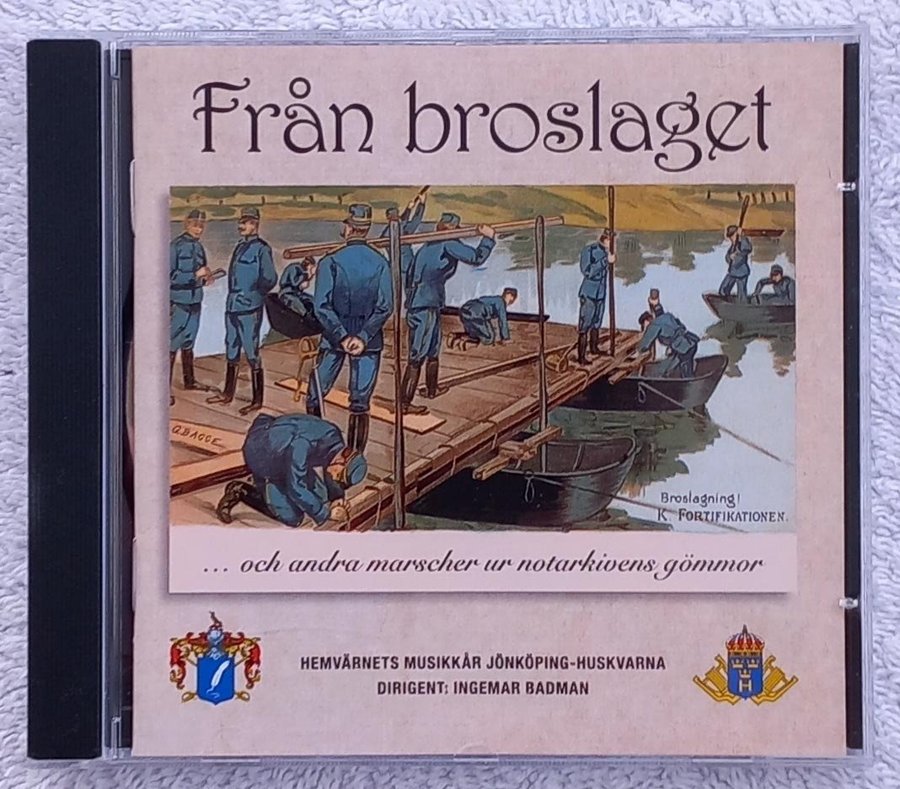 Från broslaget
O. BAGGE
Broslagning!
K. FORTIFIKATIONEN.
... och andra marscher ur notarkivens gömmor
HEMVÄRNETS MUSIKKÅR JÖNKÖPING-HUSKVARNA
DIRIGENT: INGEMAR BADMAN
H